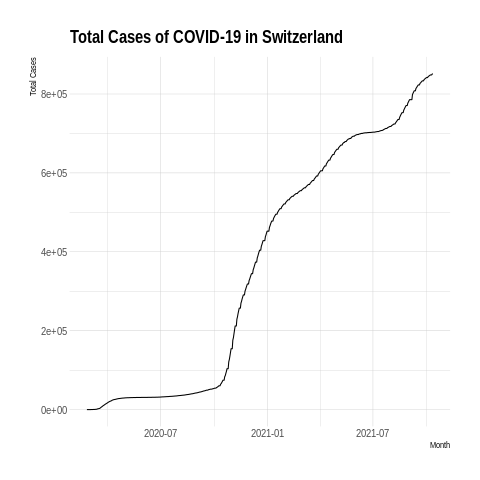 Total Cases of COVID-19 in Switzerland
Total Cases
8e+05
6e+05
4e+05
2e+05
0e+00
2020-07 2021-01 2021-07
Month